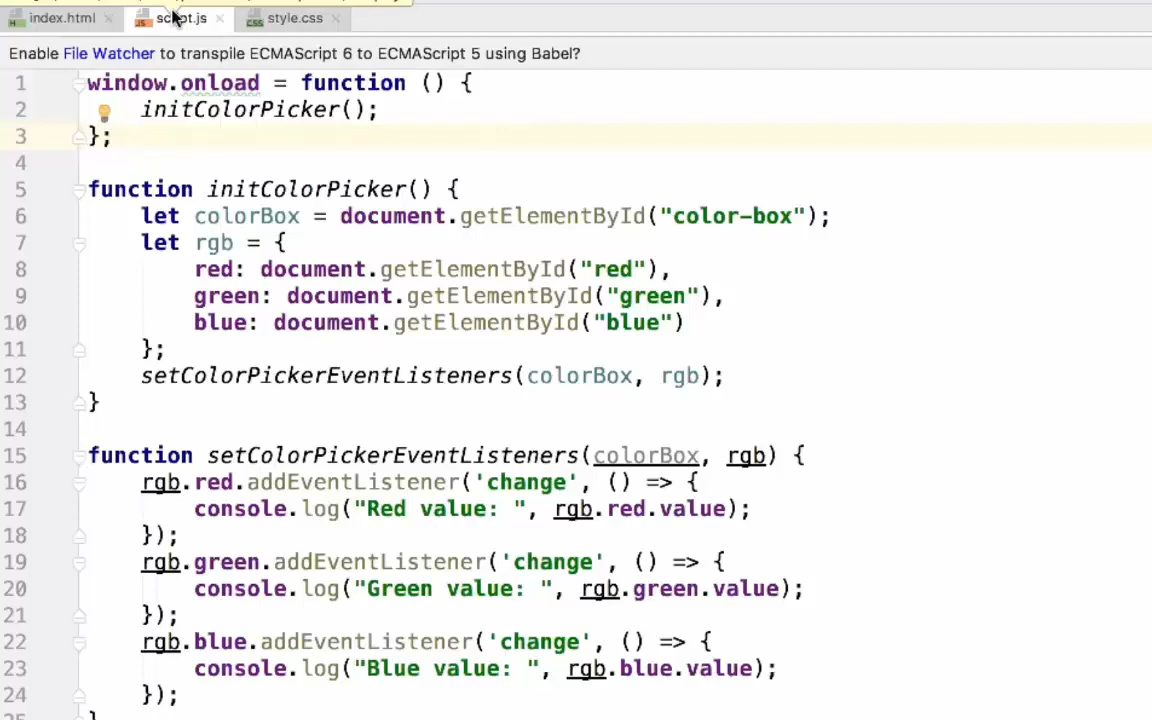 index.html
script.js
style.css
Enable File Watcher to transpile ECMAScript 6 to ECMAScript 5 using Babel?
1 window.onload = function () {
2 initColorPicker();
3 };
4
5 function initColorPicker() {
6 let colorBox = document.getElementById("color-box");
7 let rgb = {
8 red: document.getElementById("red"),
9 green: document.getElementById("green"),
10 blue: document.getElementById("blue")
11 };
12 setColorPickerEventListeners(colorBox, rgb);
13 }
14
15 function setColorPickerEventListeners(colorBox, rgb) {
16 rgb.red.addEventListener('change', () => {
17 console.log("Red value: ", rgb.red.value);
18 });
19 rgb.green.addEventListener('change', () => {
20 console.log("Green value: ", rgb.green.value);
21 });
22 rgb.blue.addEventListener('change', () => {
23 console.log("Blue value: ", rgb.blue.value);
24 });
25 }